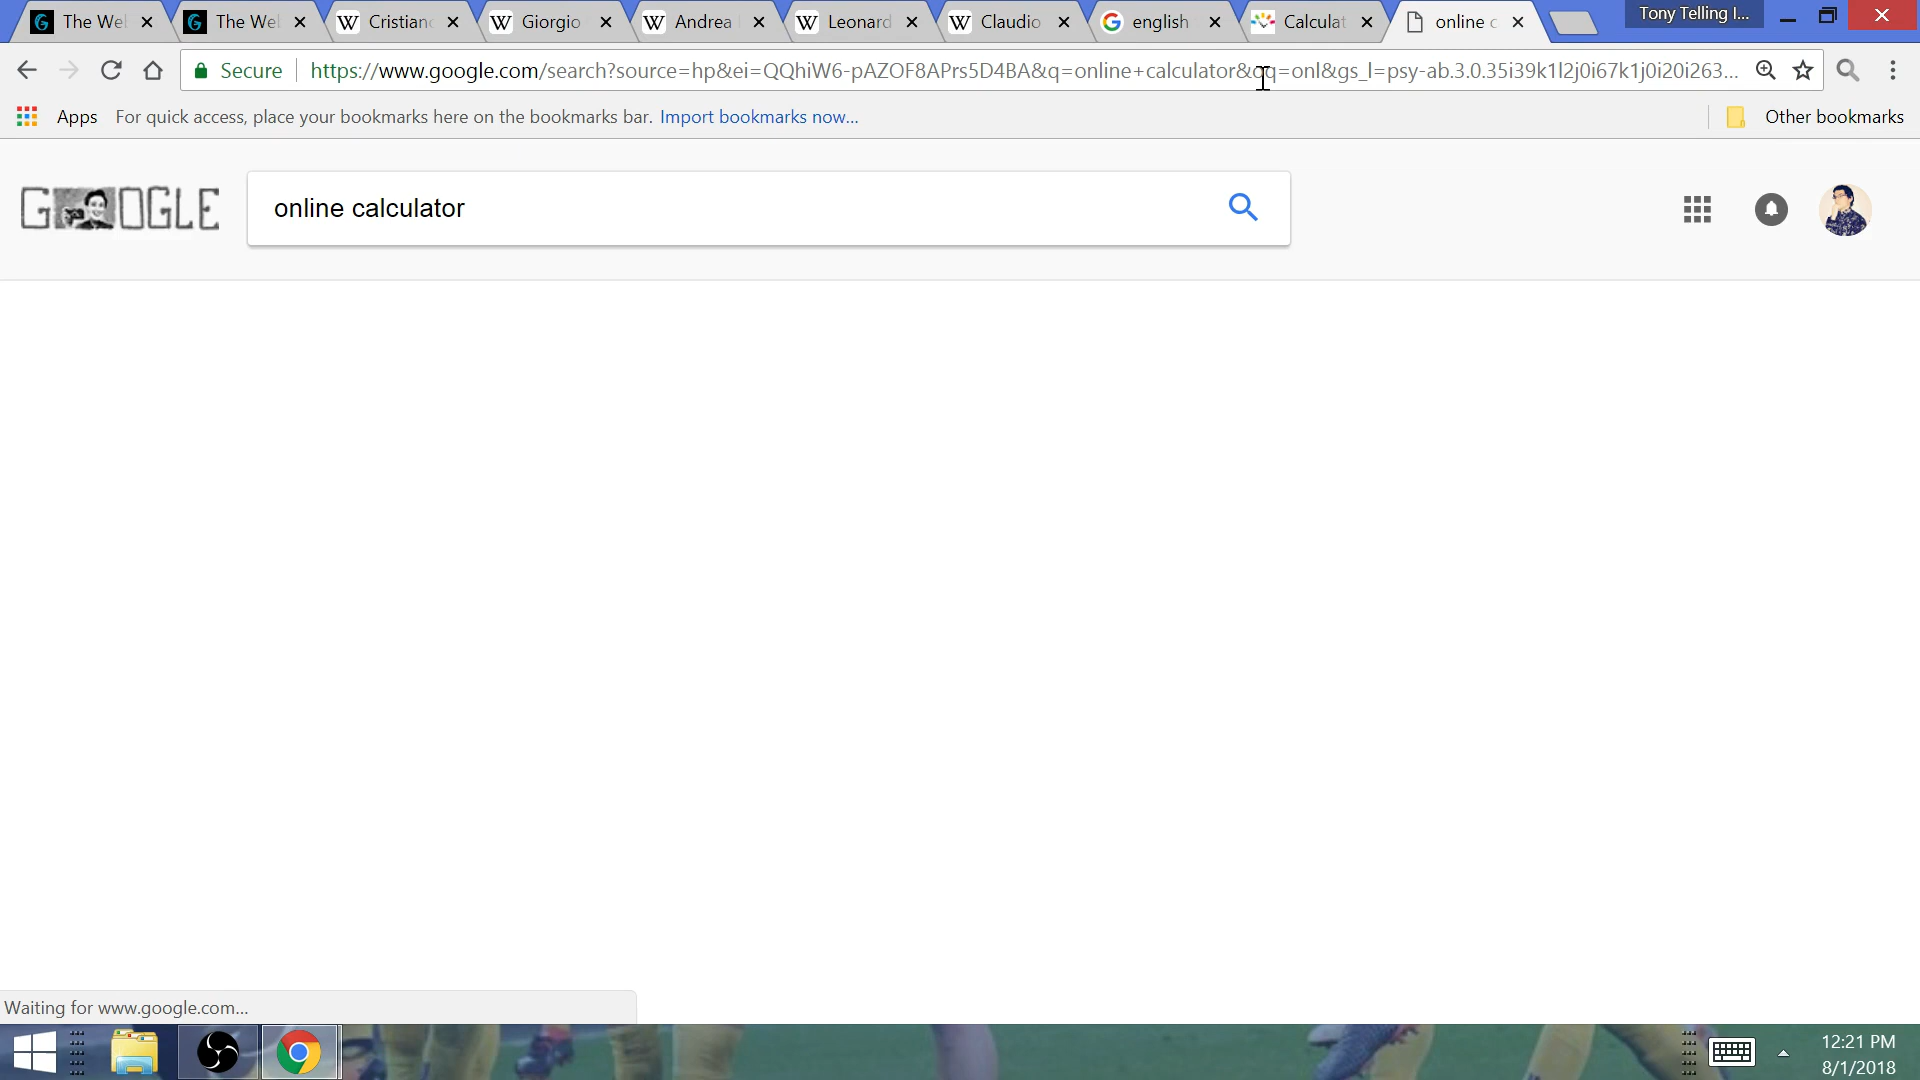 The Wel
The Wel
Cristian
Giorgio
Andrea
Leonard
Claudio
english
Calculat
online c
Tony Telling I...
Secure
https://www.google.com/search?source=hp&ei=QQhiW6-pAZOF8APrs5D4BA&q=online+calculator&oq=onl&gs_l=psy-ab.3.0.35i39k1l2j0i67k1j0i20i263...
Apps
For quick access, place your bookmarks here on the bookmarks bar. Import bookmarks now...
Other bookmarks
GOOGLE
online calculator
Waiting for www.google.com...
12:21 PM
8/1/2018